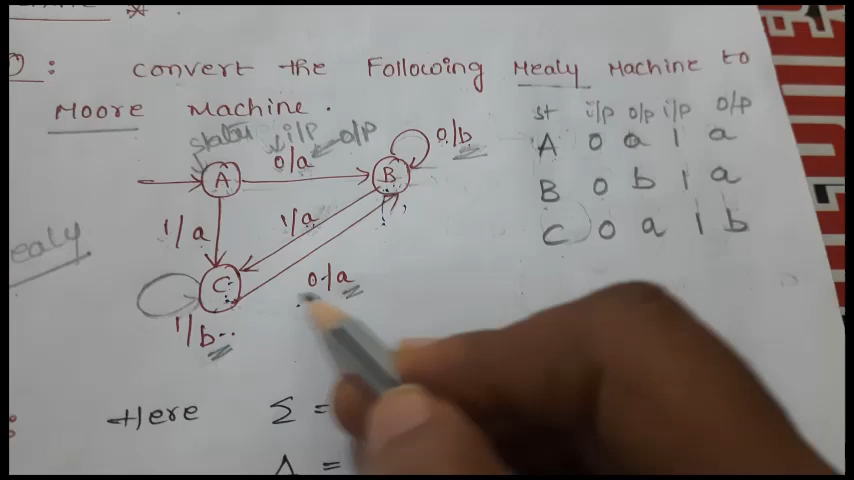 : Convert the Following Mealy Machine to
Moore Machine.
st i/p o/p i/p o/p
A 0 a 1 a
B 0 b 1 a
C 0 a 1 b
states i/p o/p
0/a
0/b
A
B
1/a
1/a
ealy
C
0/a
1/b
: Here Σ =
Δ =